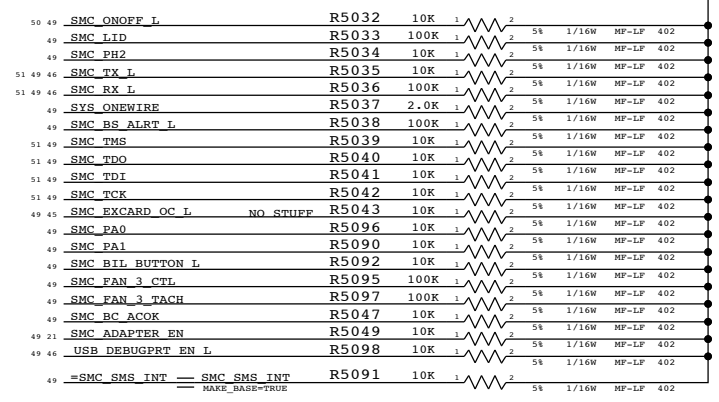 50 49 SMC_ONOFF_L R5032 10K 1 2 5% 1/16W MF-LF 402
49 SMC_LID R5033 100K 1 2 5% 1/16W MF-LF 402
49 SMC_PH2 R5034 10K 1 2 5% 1/16W MF-LF 402
51 49 46 SMC_TX_L R5035 10K 1 2 5% 1/16W MF-LF 402
51 49 46 SMC_RX_L R5036 100K 1 2 5% 1/16W MF-LF 402
49 SYS_ONEWIRE R5037 2.0K 1 2 5% 1/16W MF-LF 402
49 SMC_BS_ALRT_L R5038 100K 1 2 5% 1/16W MF-LF 402
51 49 SMC_TMS R5039 10K 1 2 5% 1/16W MF-LF 402
51 49 SMC_TDO R5040 10K 1 2 5% 1/16W MF-LF 402
51 49 SMC_TDI R5041 10K 1 2 5% 1/16W MF-LF 402
51 49 SMC_TCK R5042 10K 1 2 5% 1/16W MF-LF 402
49 45 SMC_EXCARD_OC_L NO STUFF R5043 10K 1 2 5% 1/16W MF-LF 402
49 SMC_PA0 R5096 10K 1 2 5% 1/16W MF-LF 402
49 SMC_PA1 R5090 10K 1 2 5% 1/16W MF-LF 402
49 SMC_BIL_BUTTON_L R5092 10K 1 2 5% 1/16W MF-LF 402
49 SMC_FAN_3_CTL R5095 100K 1 2 5% 1/16W MF-LF 402
49 SMC_FAN_3_TACH R5097 100K 1 2 5% 1/16W MF-LF 402
49 SMC_BC_ACOK R5047 10K 1 2 5% 1/16W MF-LF 402
49 21 SMC_ADAPTER_EN R5049 10K 1 2 5% 1/16W MF-LF 402
49 46 USB_DEBUGPRT_EN_L R5098 10K 1 2 5% 1/16W MF-LF 402
49 =SMC_SMS_INT SMC_SMS_INT R5091 10K 1 2 5% 1/16W MF-LF 402
MAKE_BASE=TRUE